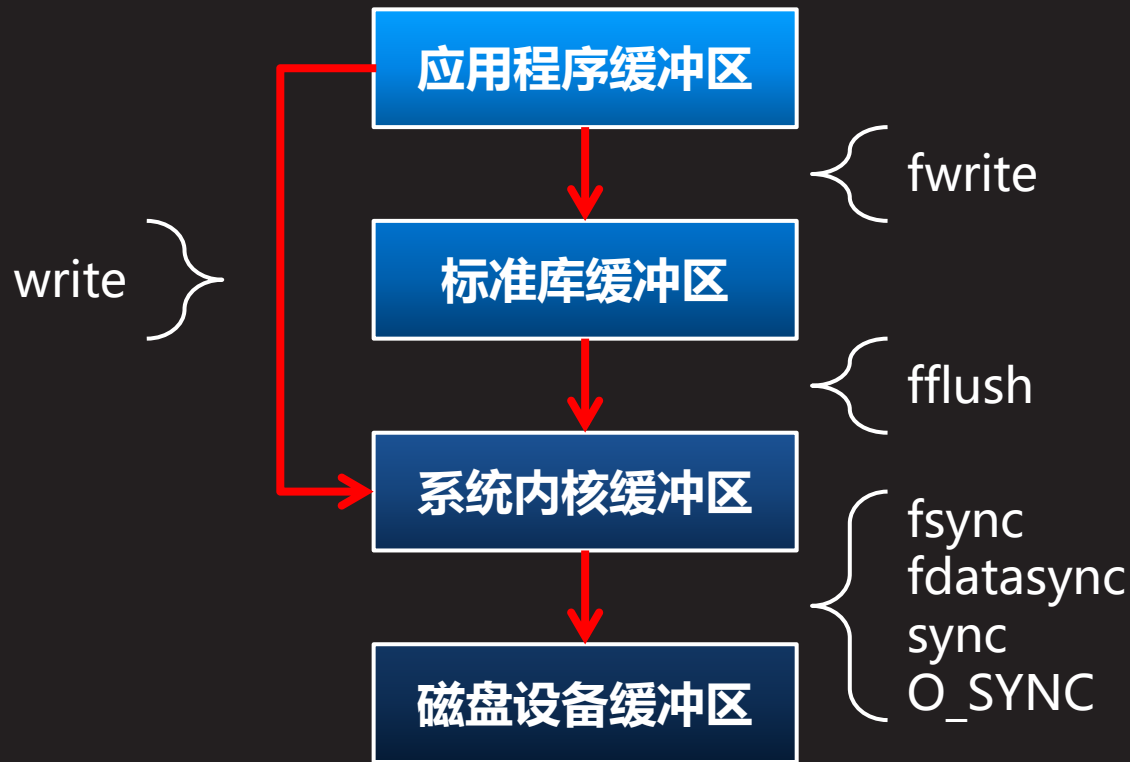 应用程序缓冲区
fwrite
write
标准库缓冲区
fflush
系统内核缓冲区
fsync
fdatasync
sync
O_SYNC
磁盘设备缓冲区